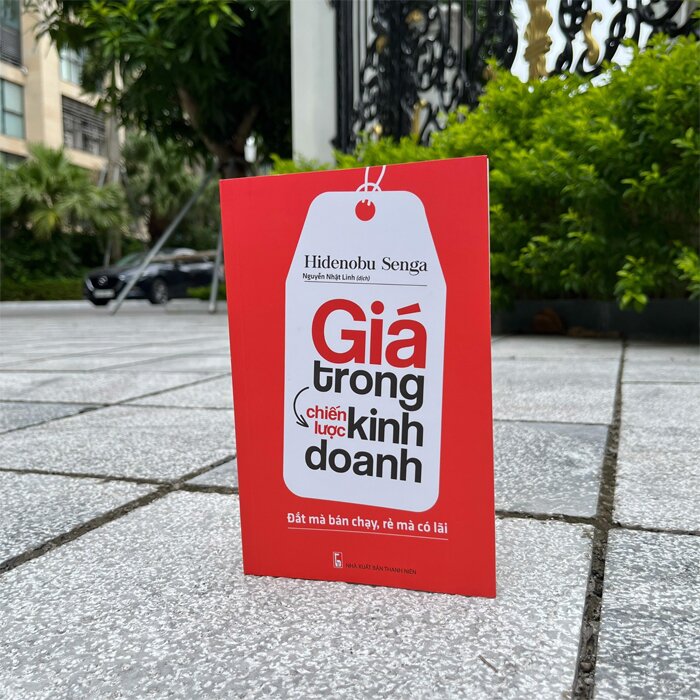 Hidenobu Senga
Nguyễn Nhật Linh (dịch)
Giá
trong
chiến
lược
kinh
doanh
Đắt mà bán chạy, rẻ mà có lãi
NHÀ XUẤT BẢN THANH NIÊN